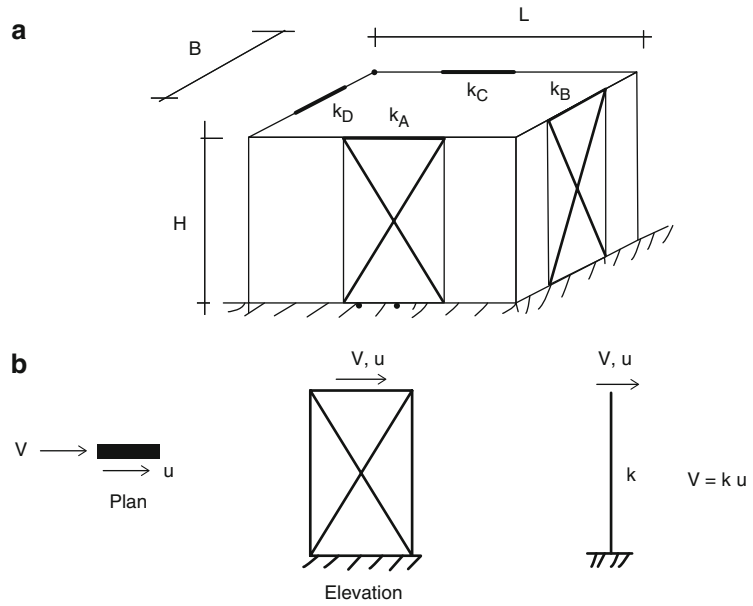 a
L
B
k_C
k_B
k_D
k_A
H
b
V, u
V, u
V
u
k
V = k u
Plan
Elevation